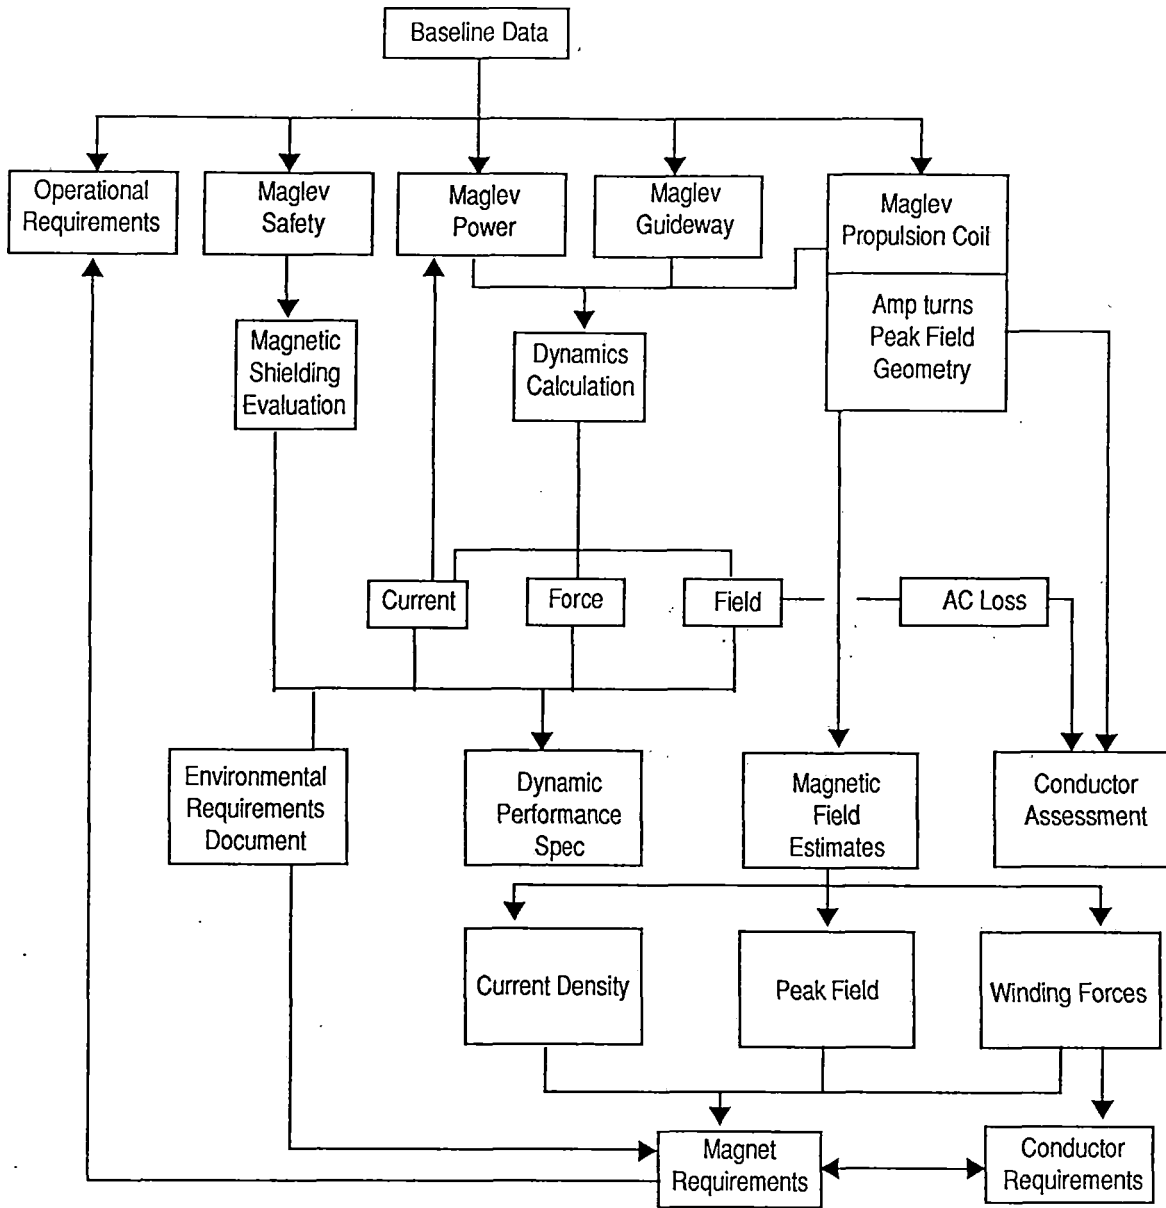 Baseline Data
Operational
Requirements
Maglev
Safety
Maglev
Power
Maglev
Guideway
Maglev
Propulsion Coil
Amp turns
Peak Field
Geometry
Magnetic
Shielding
Evaluation
Dynamics
Calculation
Current
Force
Field
AC Loss
Environmental
Requirements
Document
Dynamic
Performance
Spec
Magnetic
Field
Estimates
Conductor
Assessment
Current Density
Peak Field
Winding Forces
Magnet
Requirements
Conductor
Requirements